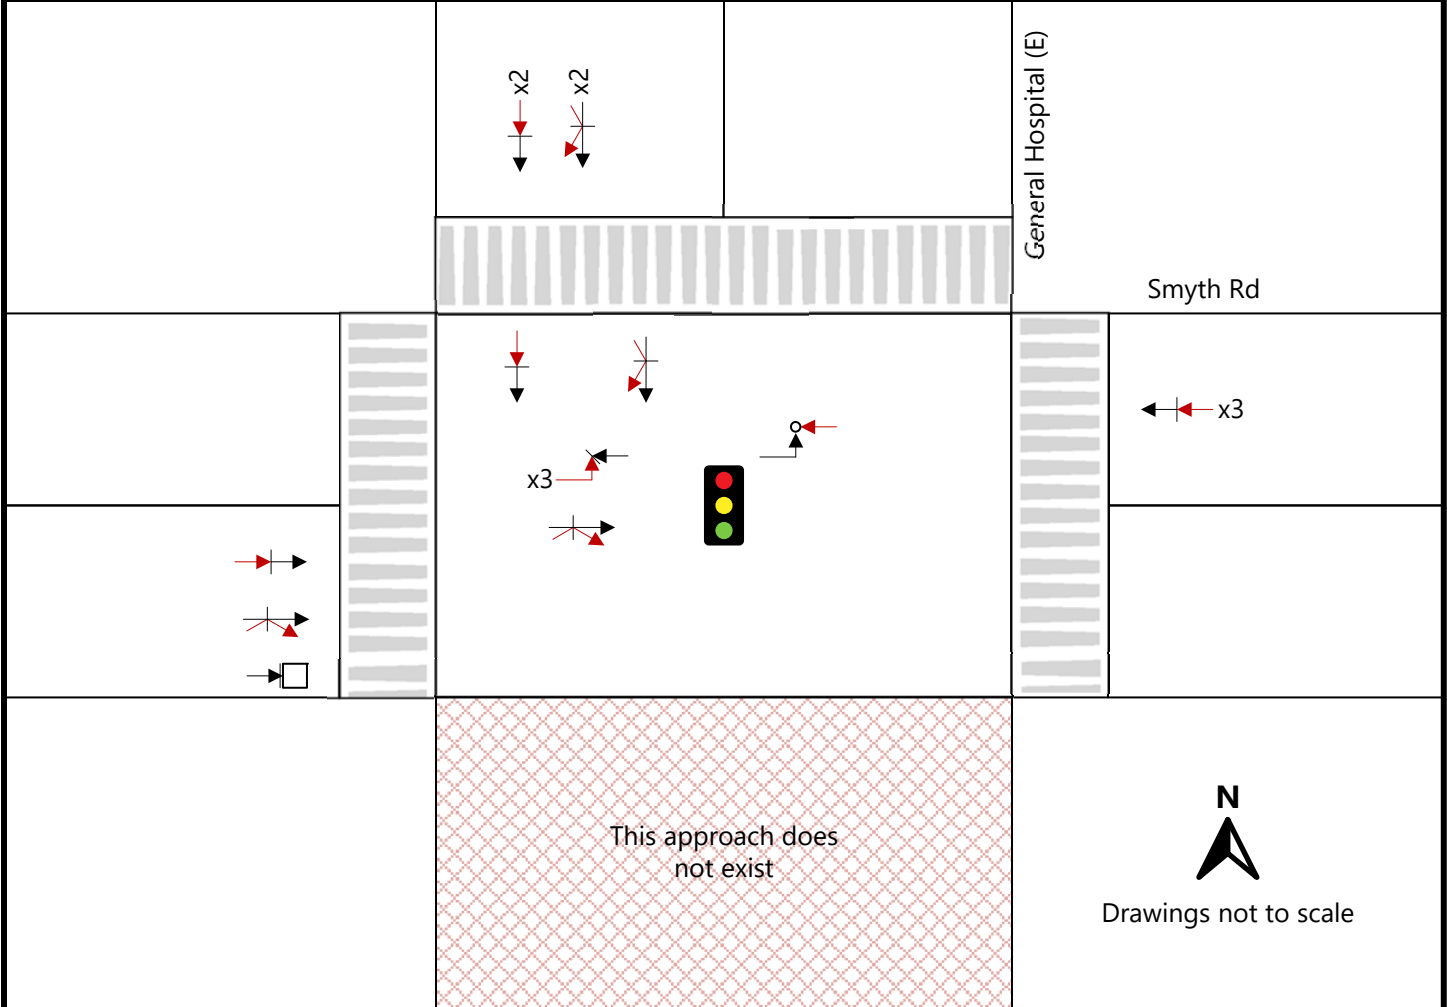 x2
x2
General Hospital (E)
Smyth Rd
x3
x3
This approach does
not exist
N
Drawings not to scale